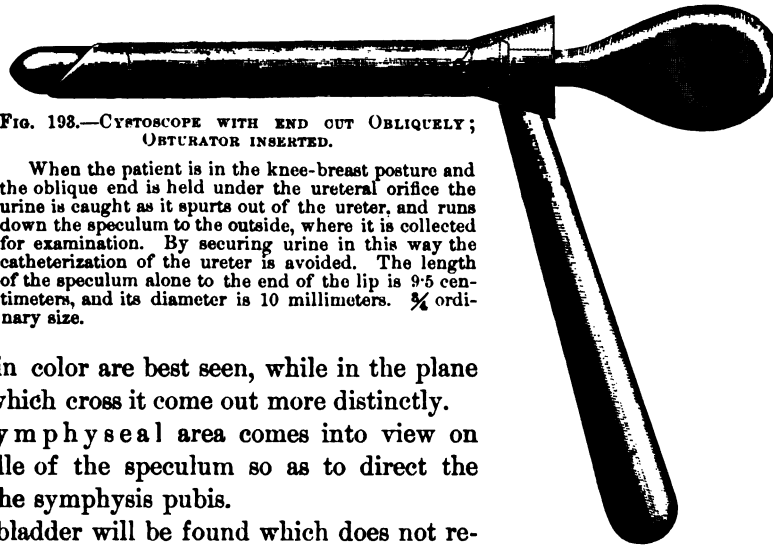 FIG. 193.—CYSTOSCOPE WITH END CUT OBLIQUELY;
OBTURATOR INSERTED.
When the patient is in the knee-breast posture and
the oblique end is held under the ureteral orifice the
urine is caught as it spurts out of the ureter, and runs
down the speculum to the outside, where it is collected
for examination. By securing urine in this way the
catheterization of the ureter is avoided. The length
of the speculum alone to the end of the lip is 9·5 cen-
timeters, and its diameter is 10 millimeters. ¾ ordi-
nary size.
in color are best seen, while in the plane
which cross it come out more distinctly.
ymphyseal area comes into view on
lle of the speculum so as to direct the
he symphysis pubis.
bladder will be found which does not re-